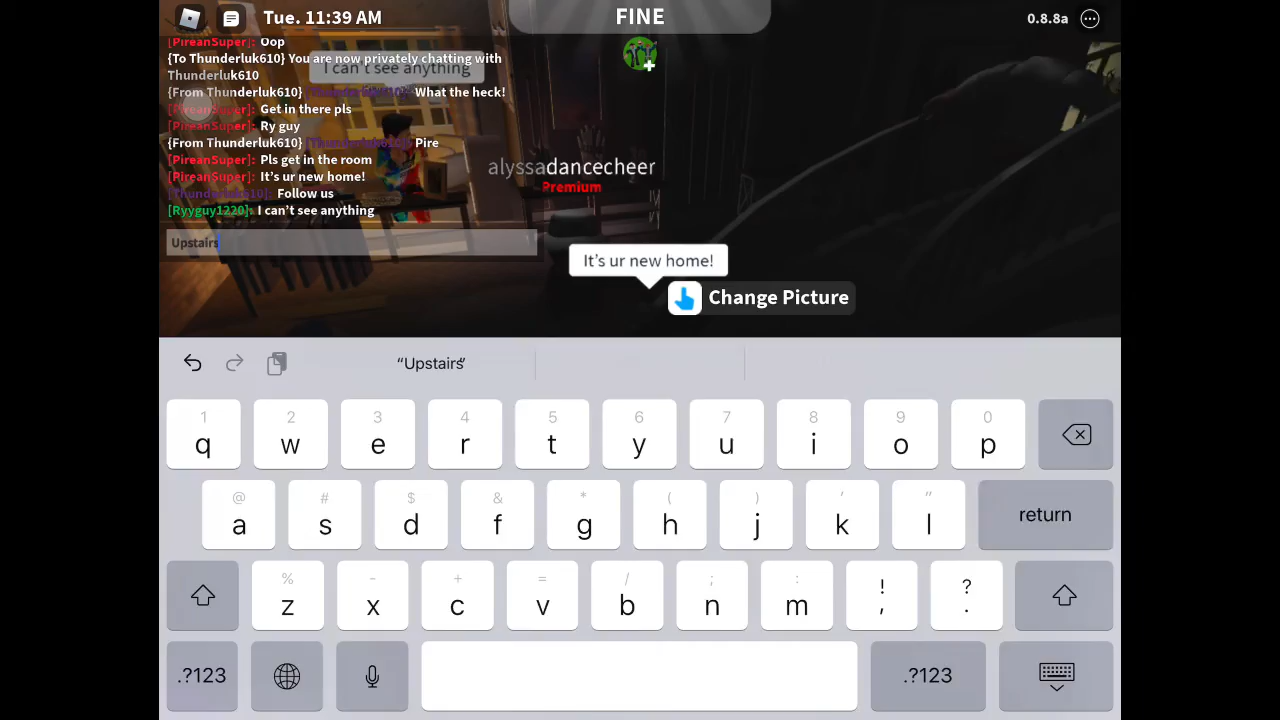 Tue. 11:39 AM
FINE
0.8.8a
[PireanSuper]: Oop
{To Thunderluk610} You are now privately chatting with
Thunderluk610
I can't see anything
{From Thunderluk610} [Thunderluk610]: What the heck!
[PireanSuper]: Get in there pls
[PireanSuper]: Ry guy
{From Thunderluk610} [Thunderluk610]: Pire
[PireanSuper]: Pls get in the room
[PireanSuper]: It's ur new home!
[Thunderluk610]: Follow us
[Ryyguy1220]: I can't see anything
Upstairs
alyssadancecheer
Premium
It's ur new home!
Change Picture
“Upstairs”
1 2 3 4 5 6 7 8 9 0
q w e r t y u i o p
@ # $ & * ( ) ' "
a s d f g h j k l return
% - + = / ; : ! ?
z x c v b n m , .
.?123 .?123